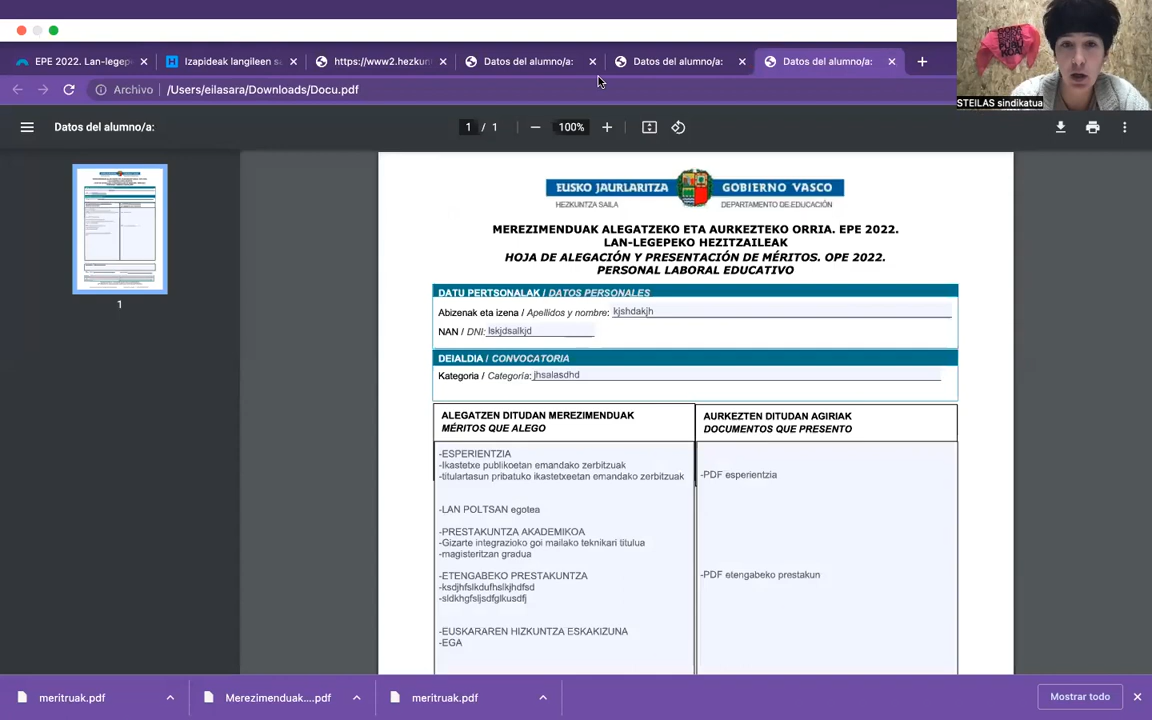 EPE 2022. Lan-legep
Izapideak langileen s
https://www2.hezkun
Datos del alumno/a:
Datos del alumno/a:
Datos del alumno/a:
Archivo /Users/eilasara/Downloads/Docu.pdf
STEILAS sindikatua
Datos del alumno/a:
1 / 1
100%
1
EUSKO JAURLARITZA GOBIERNO VASCO
HEZKUNTZA SAILA DEPARTAMENTO DE EDUCACIÓN
MEREZIMENDUAK ALEGATZEKO ETA AURKEZTEKO ORRIA. EPE 2022.
LAN-LEGEPEKO HEZITZAILEAK
HOJA DE ALEGACIÓN Y PRESENTACIÓN DE MÉRITOS. OPE 2022.
PERSONAL LABORAL EDUCATIVO
DATU PERTSONALAK / DATOS PERSONALES
Abizenak eta izena / Apellidos y nombre: kjshdakjh
NAN / DNI: lskjdsalkjd
DEIALDIA / CONVOCATORIA
Kategoria / Categoría: jhsalasdhd
ALEGATZEN DITUDAN MEREZIMENDUAK
MÉRITOS QUE ALEGO
AURKEZTEN DITUDAN AGIRIAK
DOCUMENTOS QUE PRESENTO
-ESPERIENTZIA
-Ikastetxe publikoetan emandako zerbitzuak
-titulartasun pribatuko ikastetxeetan emandako zerbitzuak
-PDF esperientzia
-LAN POLTSAN egotea
-PRESTAKUNTZA AKADEMIKOA
-Gizarte integrazioko goi mailako teknikari titulua
-magisteritzan gradua
-ETENGABEKO PRESTAKUNTZA
-PDF etengabeko prestakun
-ksdjhfslkdufhslkjhdfsd
-sldkhgfsljsdfglkusdfj
-EUSKARAREN HIZKUNTZA ESKAKIZUNA
-EGA
meritruak.pdf
Merezimenduak....pdf
meritruak.pdf
Mostrar todo